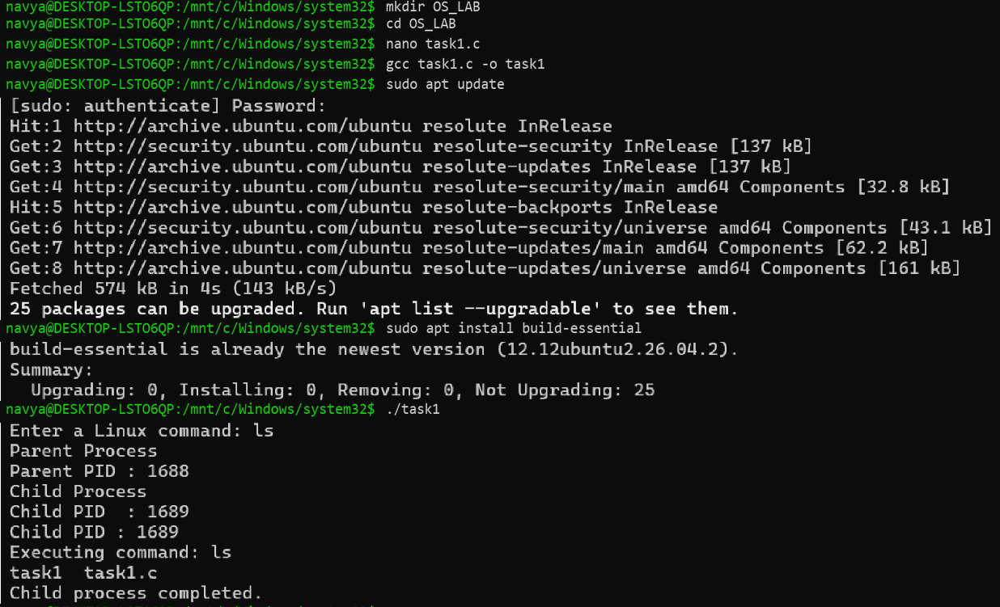 navya@DESKTOP-LSTO6QP:/mnt/c/Windows/system32$ mkdir OS_LAB
navya@DESKTOP-LSTO6QP:/mnt/c/Windows/system32$ cd OS_LAB
navya@DESKTOP-LSTO6QP:/mnt/c/Windows/system32$ nano task1.c
navya@DESKTOP-LSTO6QP:/mnt/c/Windows/system32$ gcc task1.c -o task1
navya@DESKTOP-LSTO6QP:/mnt/c/Windows/system32$ sudo apt update
[sudo: authenticate] Password:
Hit:1 http://archive.ubuntu.com/ubuntu resolute InRelease
Get:2 http://security.ubuntu.com/ubuntu resolute-security InRelease [137 kB]
Get:3 http://archive.ubuntu.com/ubuntu resolute-updates InRelease [137 kB]
Get:4 http://security.ubuntu.com/ubuntu resolute-security/main amd64 Components [32.8 kB]
Hit:5 http://archive.ubuntu.com/ubuntu resolute-backports InRelease
Get:6 http://security.ubuntu.com/ubuntu resolute-security/universe amd64 Components [43.1 kB]
Get:7 http://archive.ubuntu.com/ubuntu resolute-updates/main amd64 Components [62.2 kB]
Get:8 http://archive.ubuntu.com/ubuntu resolute-updates/universe amd64 Components [161 kB]
Fetched 574 kB in 4s (143 kB/s)
25 packages can be upgraded. Run 'apt list --upgradable' to see them.
navya@DESKTOP-LSTO6QP:/mnt/c/Windows/system32$ sudo apt install build-essential
build-essential is already the newest version (12.12ubuntu2.26.04.2).
Summary:
  Upgrading: 0, Installing: 0, Removing: 0, Not Upgrading: 25
navya@DESKTOP-LSTO6QP:/mnt/c/Windows/system32$ ./task1
Enter a Linux command: ls
Parent Process
Parent PID : 1688
Child Process
Child PID  : 1689
Child PID : 1689
Executing command: ls
task1  task1.c
Child process completed.